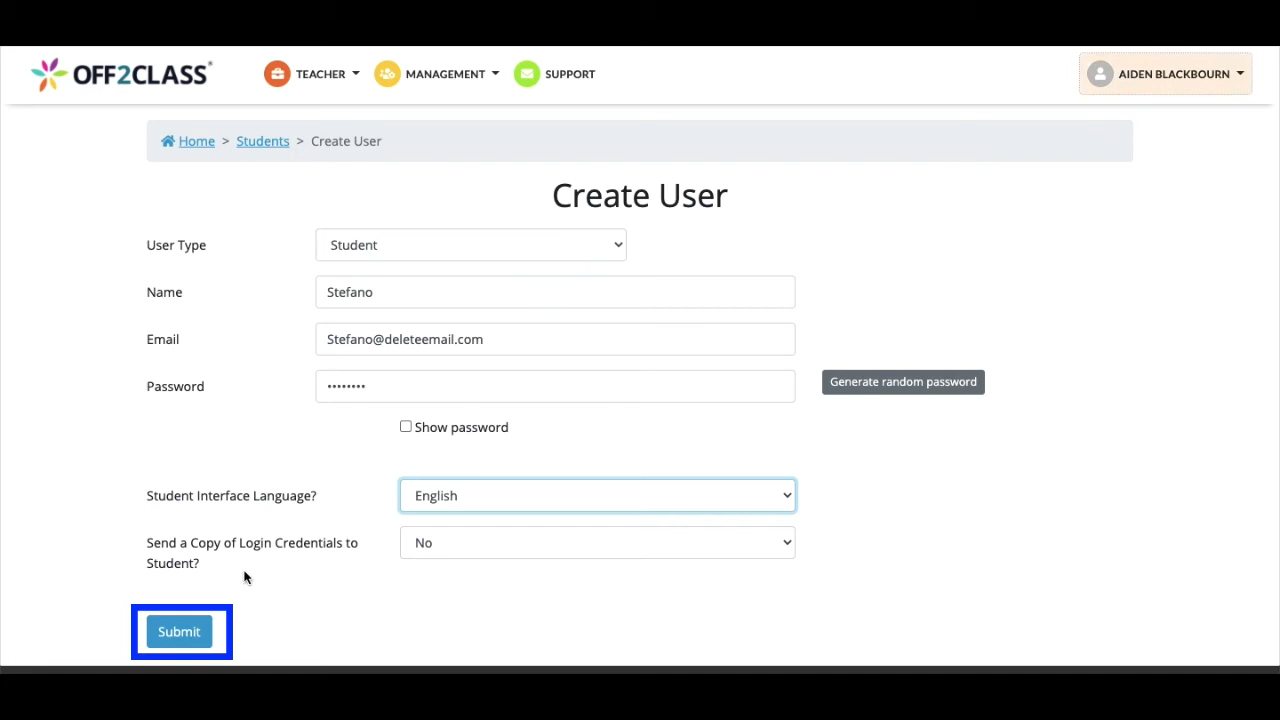 OFF2CLASS®
TEACHER
MANAGEMENT
SUPPORT
AIDEN BLACKBOURN
Home > Students > Create User
Create User
User Type
Student
Name
Stefano
Email
Stefano@deleteemail.com
Password
••••••••
Generate random password
Show password
Student Interface Language?
English
Send a Copy of Login Credentials to
Student?
No
Submit